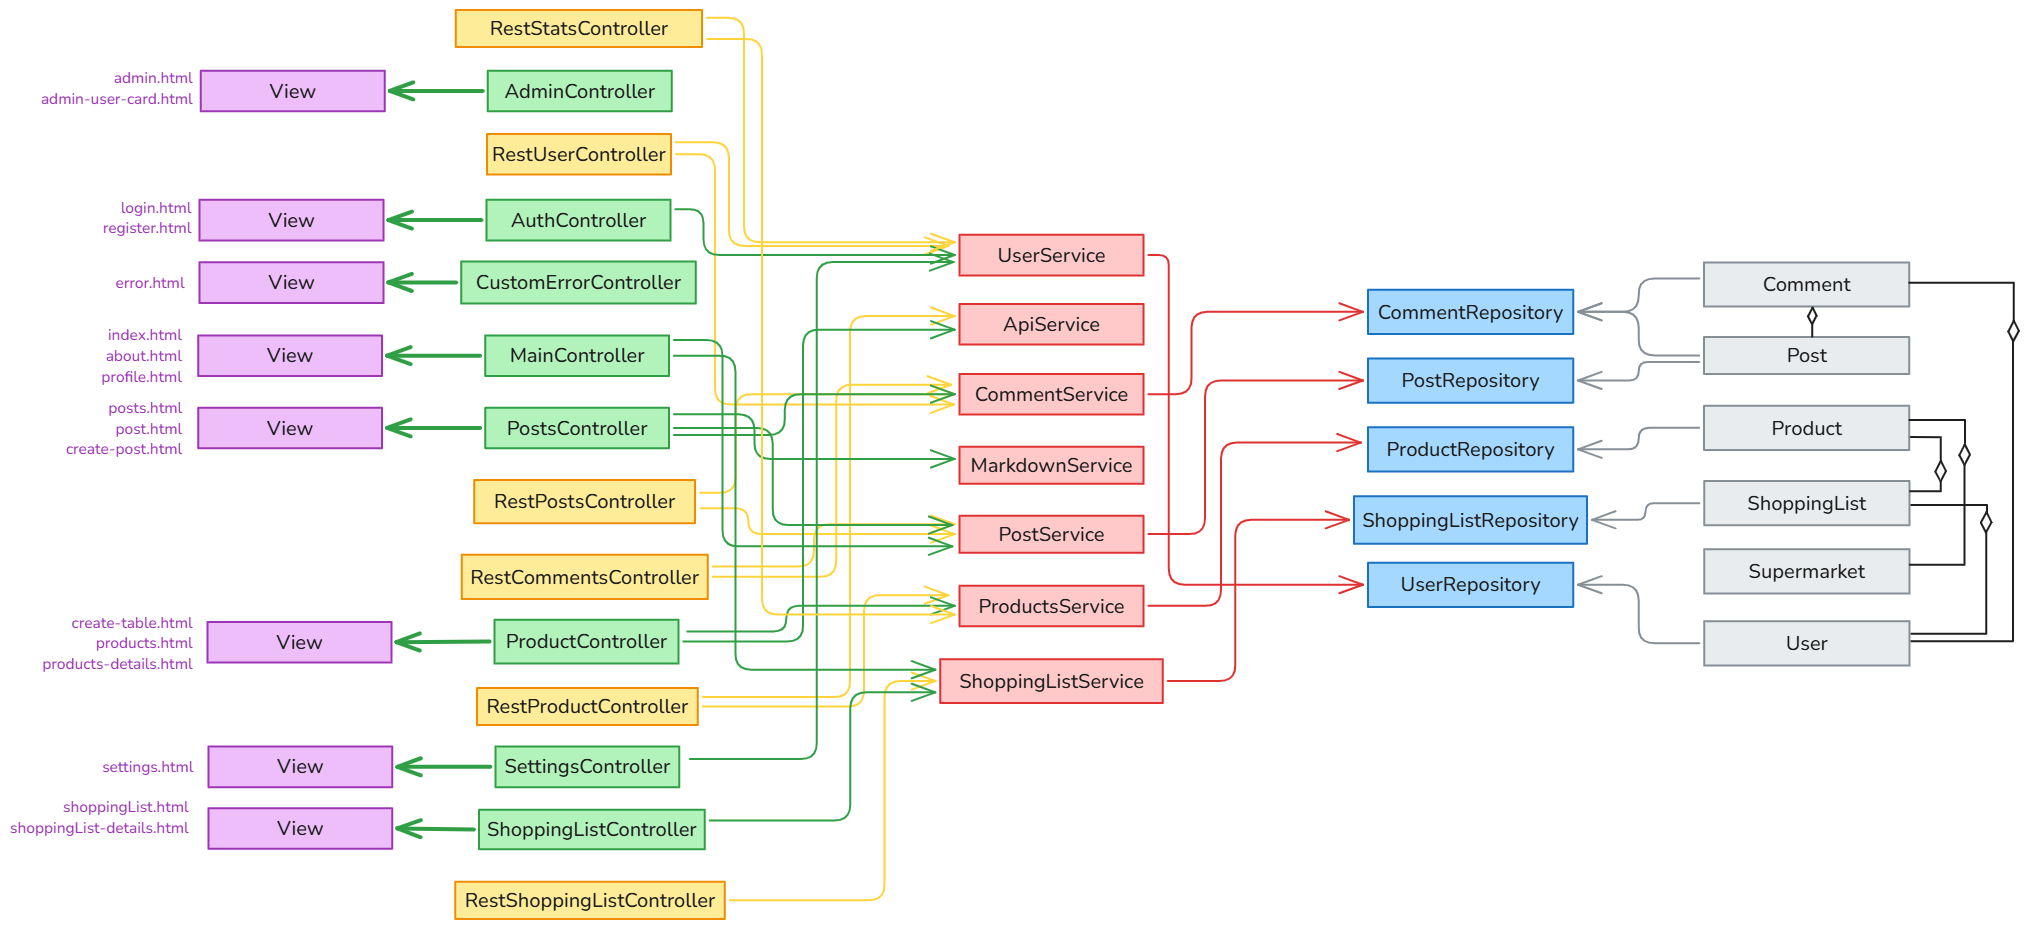 RestStatsController
admin.html
admin-user-card.html
View
AdminController
RestUserController
login.html
register.html
View
AuthController
error.html
View
CustomErrorController
index.html
about.html
profile.html
View
MainController
posts.html
post.html
create-post.html
View
PostsController
RestPostsController
RestCommentsController
create-table.html
products.html
products-details.html
View
ProductController
RestProductController
settings.html
View
SettingsController
shoppingList.html
shoppingList-details.html
View
ShoppingListController
RestShoppingListController
UserService
ApiService
CommentService
MarkdownService
PostService
ProductsService
ShoppingListService
CommentRepository
PostRepository
ProductRepository
ShoppingListRepository
UserRepository
Comment
Post
Product
ShoppingList
Supermarket
User